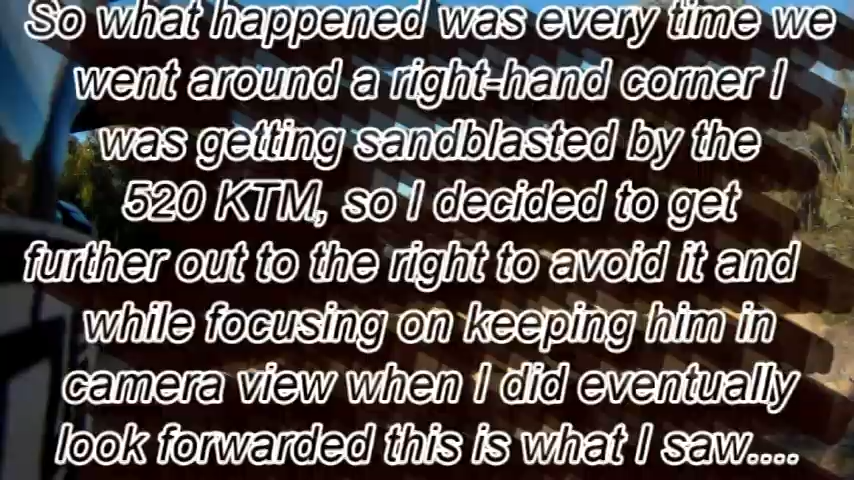 So what happened was every time we
went around a right-hand corner I
was getting sandblasted by the
520 KTM, so I decided to get
further out to the right to avoid it and
while focusing on keeping him in
camera view when I did eventually
look forwarded this is what I saw....